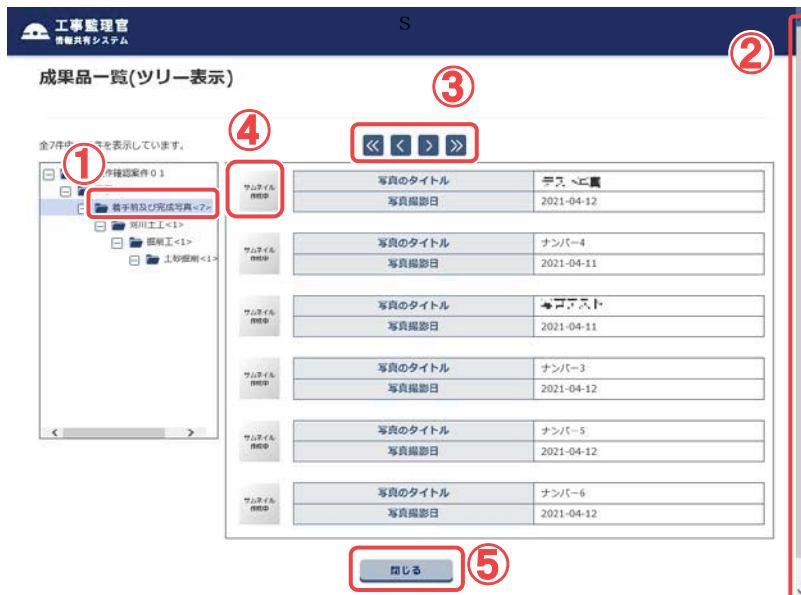 工事監理官
情報共有システム
S
②
成果品一覧(ツリー表示)
③
④
全7件中 件を表示しています。
①
作確認案件01
着手前及び完成写真<7>
河川土工<1>
掘削工<1>
土砂掘削<1>
サムネイル
作成中
写真のタイトル
写真撮影日 2021-04-12
サムネイル
作成中
写真のタイトル ナンバー4
写真撮影日 2021-04-11
サムネイル
作成中
写真のタイトル
写真撮影日 2021-04-11
サムネイル
作成中
写真のタイトル ナンバー3
写真撮影日 2021-04-12
サムネイル
作成中
写真のタイトル ナンバー5
写真撮影日 2021-04-12
サムネイル
作成中
写真のタイトル ナンバー6
写真撮影日 2021-04-12
閉じる
⑤